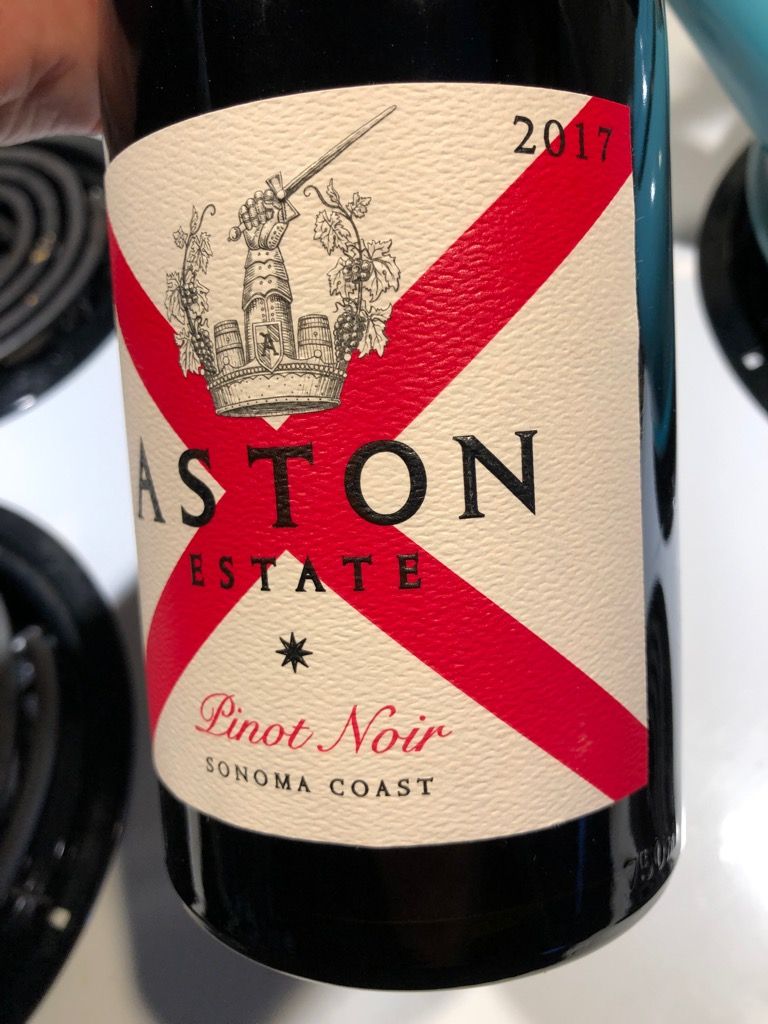 2017
A
ASTON
ESTATE
Pinot Noir
SONOMA COAST